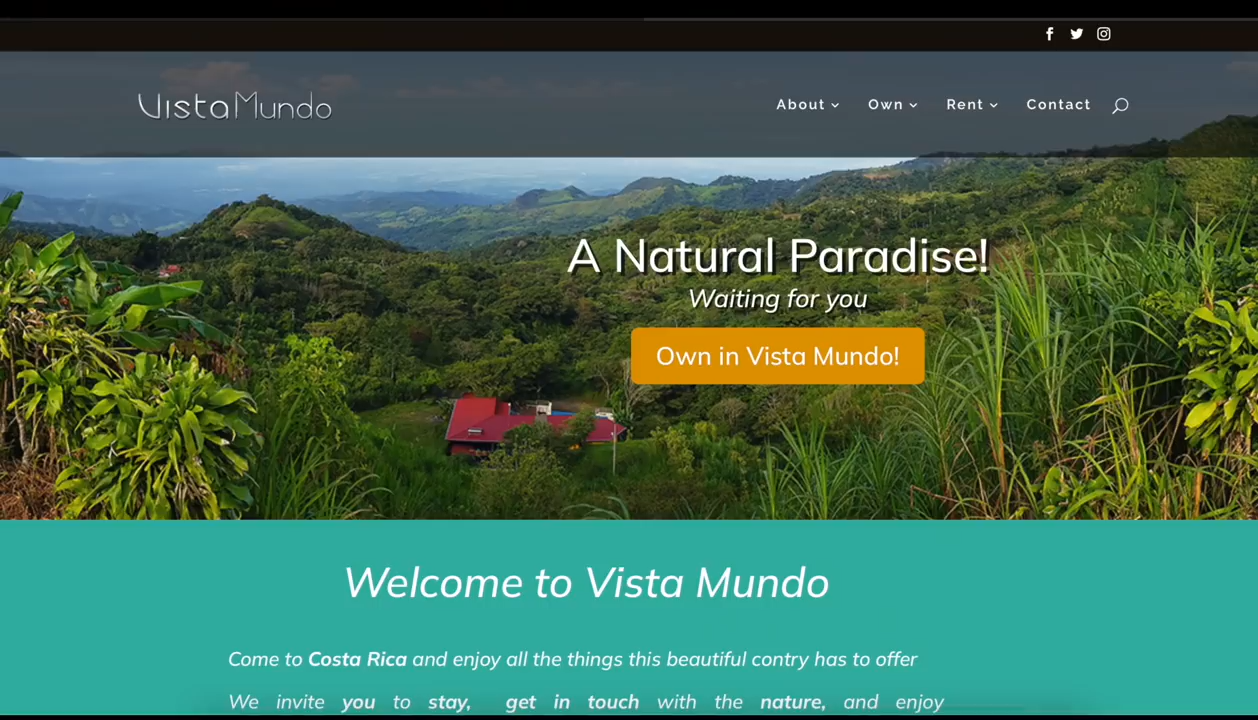 VistaMundo
About Own Rent Contact
A Natural Paradise!
Waiting for you
Own in Vista Mundo!
Welcome to Vista Mundo
Come to Costa Rica and enjoy all the things this beautiful contry has to offer
We invite you to stay, get in touch with the nature, and enjoy